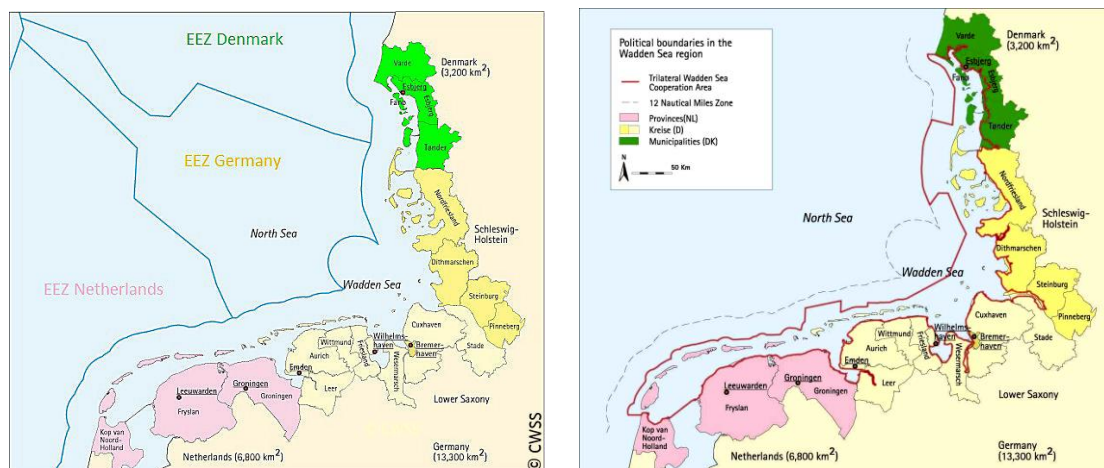 EEZ Denmark
Denmark
(3,200 km²)
Varde
Esbjerg
Fanø
Esbjerg
Tønder
EEZ Germany
Nordfriesland
North Sea
Schleswig-
Holstein
Dithmarschen
EEZ Netherlands
Wadden Sea
Steinburg
Pinneberg
Cuxhaven
Stade
Wilhelms-
haven
Bremer-
haven
Wittmund
Friesland
Aurich
Emden
Wesermarsch
Leer
Leeuwarden
Groningen
Fryslan
Groningen
Lower Saxony
Kop van
Noord-
Holland
Netherlands (6,800 km²)
Germany
(13,300 km²)
© CWSS
Political boundaries in the
Wadden Sea region
Trilateral Wadden Sea
Cooperation Area
12 Nautical Miles Zone
Provinces(NL)
Kreise (D)
Municipalities (DK)
N
50 Km
Denmark
(3,200 km²)
Varde
Esbjerg
Fanø
Esbjerg
Tønder
Nordfriesland
North Sea
Schleswig-
Holstein
Dithmarschen
Wadden Sea
Steinburg
Pinneberg
Cuxhaven
Stade
Wilhelms-
haven
Bremer-
haven
Wittmund
Friesland
Aurich
Emden
Wesermarsch
Leer
Leeuwarden
Groningen
Fryslan
Groningen
Lower Saxony
Kop van
Noord-
Holland
Netherlands (6,800 km²)
Germany
(13,300 km²)